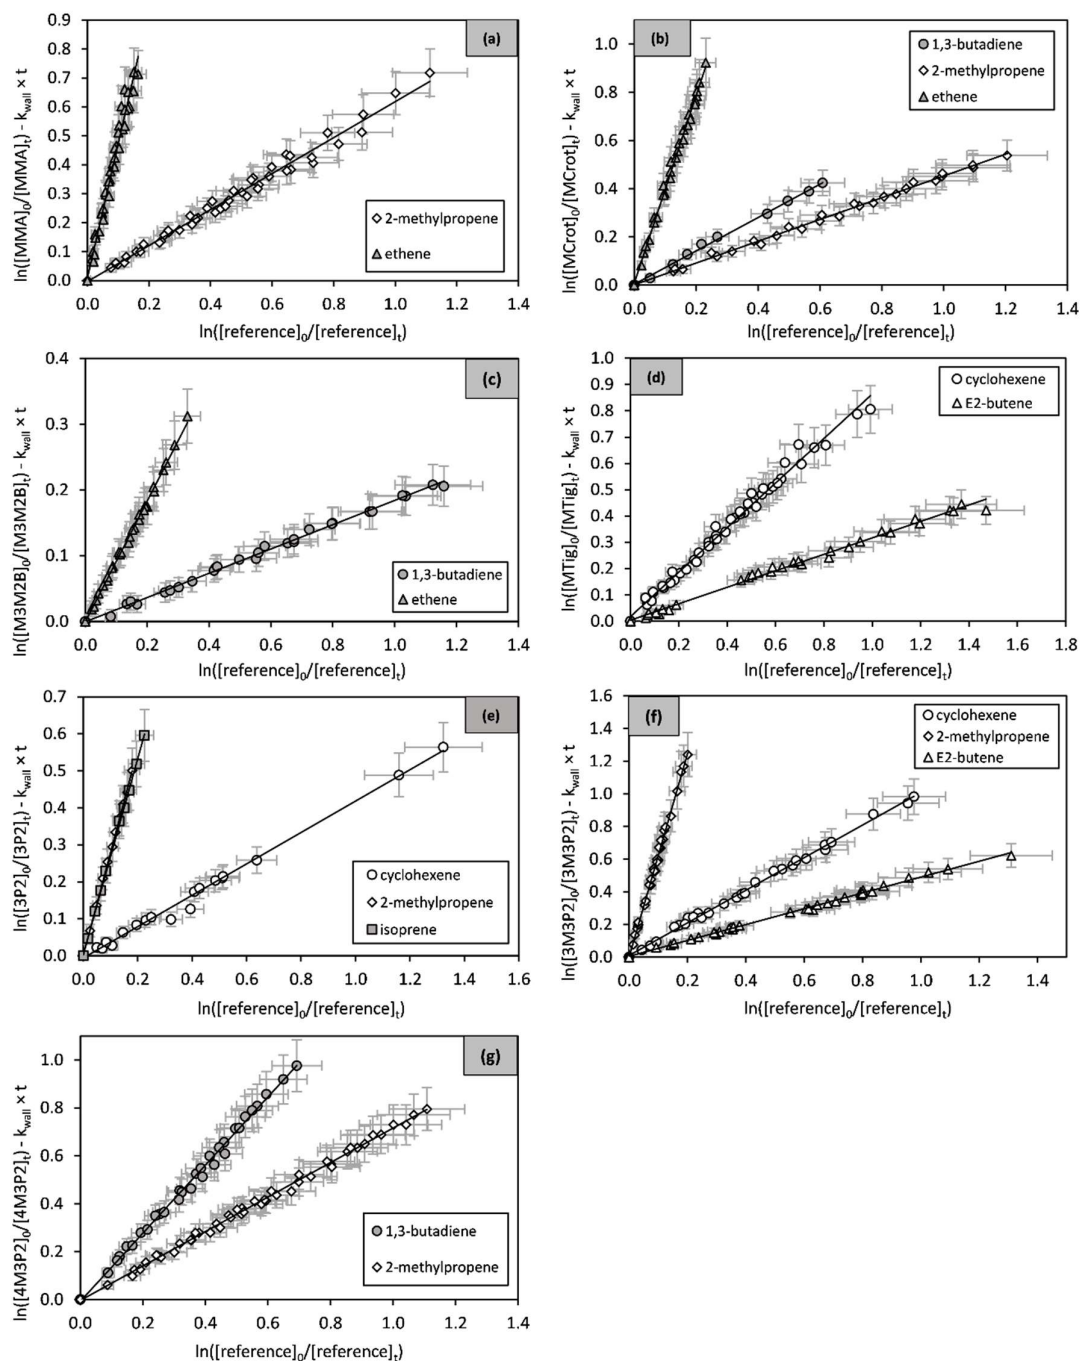 (a)
ln([MMA]₀/[MMA]ₜ) - k_wall × t
0.9
0.8
0.7
0.6
0.5
0.4
0.3
0.2
0.1
0.0
2-methylpropene
ethene
0.0 0.2 0.4 0.6 0.8 1.0 1.2 1.4
ln([reference]₀/[reference]ₜ)
(b)
ln([MCrot]₀/[MCrot]ₜ) - k_wall × t
1.0
0.8
0.6
0.4
0.2
0.0
1,3-butadiene
2-methylpropene
ethene
0.0 0.2 0.4 0.6 0.8 1.0 1.2 1.4
ln([reference]₀/[reference]ₜ)
(c)
ln([M3M2B]₀/[M3M2B]ₜ) - k_wall × t
0.4
0.3
0.2
0.1
0.0
1,3-butadiene
ethene
0.0 0.2 0.4 0.6 0.8 1.0 1.2 1.4
ln([reference]₀/[reference]ₜ)
(d)
ln([MTig]₀/[MTig]ₜ) - k_wall × t
1.0
0.9
0.8
0.7
0.6
0.5
0.4
0.3
0.2
0.1
0.0
cyclohexene
E2-butene
0.0 0.2 0.4 0.6 0.8 1.0 1.2 1.4 1.6 1.8
ln([reference]₀/[reference]ₜ)
(e)
ln([3P2]₀/[3P2]ₜ) - k_wall × t
0.7
0.6
0.5
0.4
0.3
0.2
0.1
0.0
cyclohexene
2-methylpropene
isoprene
0.0 0.2 0.4 0.6 0.8 1.0 1.2 1.4 1.6
ln([reference]₀/[reference]ₜ)
(f)
ln([3M3P2]₀/[3M3P2]ₜ) - k_wall × t
1.6
1.4
1.2
1.0
0.8
0.6
0.4
0.2
0.0
cyclohexene
2-methylpropene
E2-butene
0.0 0.2 0.4 0.6 0.8 1.0 1.2 1.4
ln([reference]₀/[reference]ₜ)
(g)
ln([4M3P2]₀/[4M3P2]ₜ) - k_wall × t
1.0
0.8
0.6
0.4
0.2
0.0
1,3-butadiene
2-methylpropene
0.0 0.2 0.4 0.6 0.8 1.0 1.2 1.4
ln([reference]₀/[reference]ₜ)